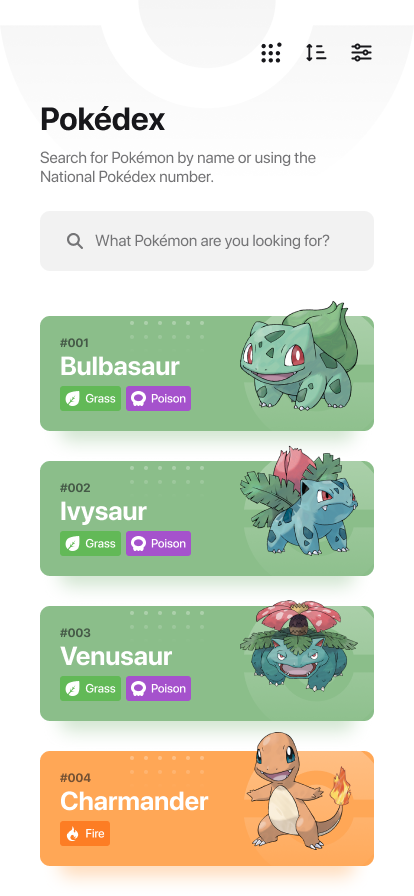 Pokédex
Search for Pokémon by name or using the
National Pokédex number.
What Pokémon are you looking for?
#001
Bulbasaur
Grass Poison
#002
Ivysaur
Grass Poison
#003
Venusaur
Grass Poison
#004
Charmander
Fire